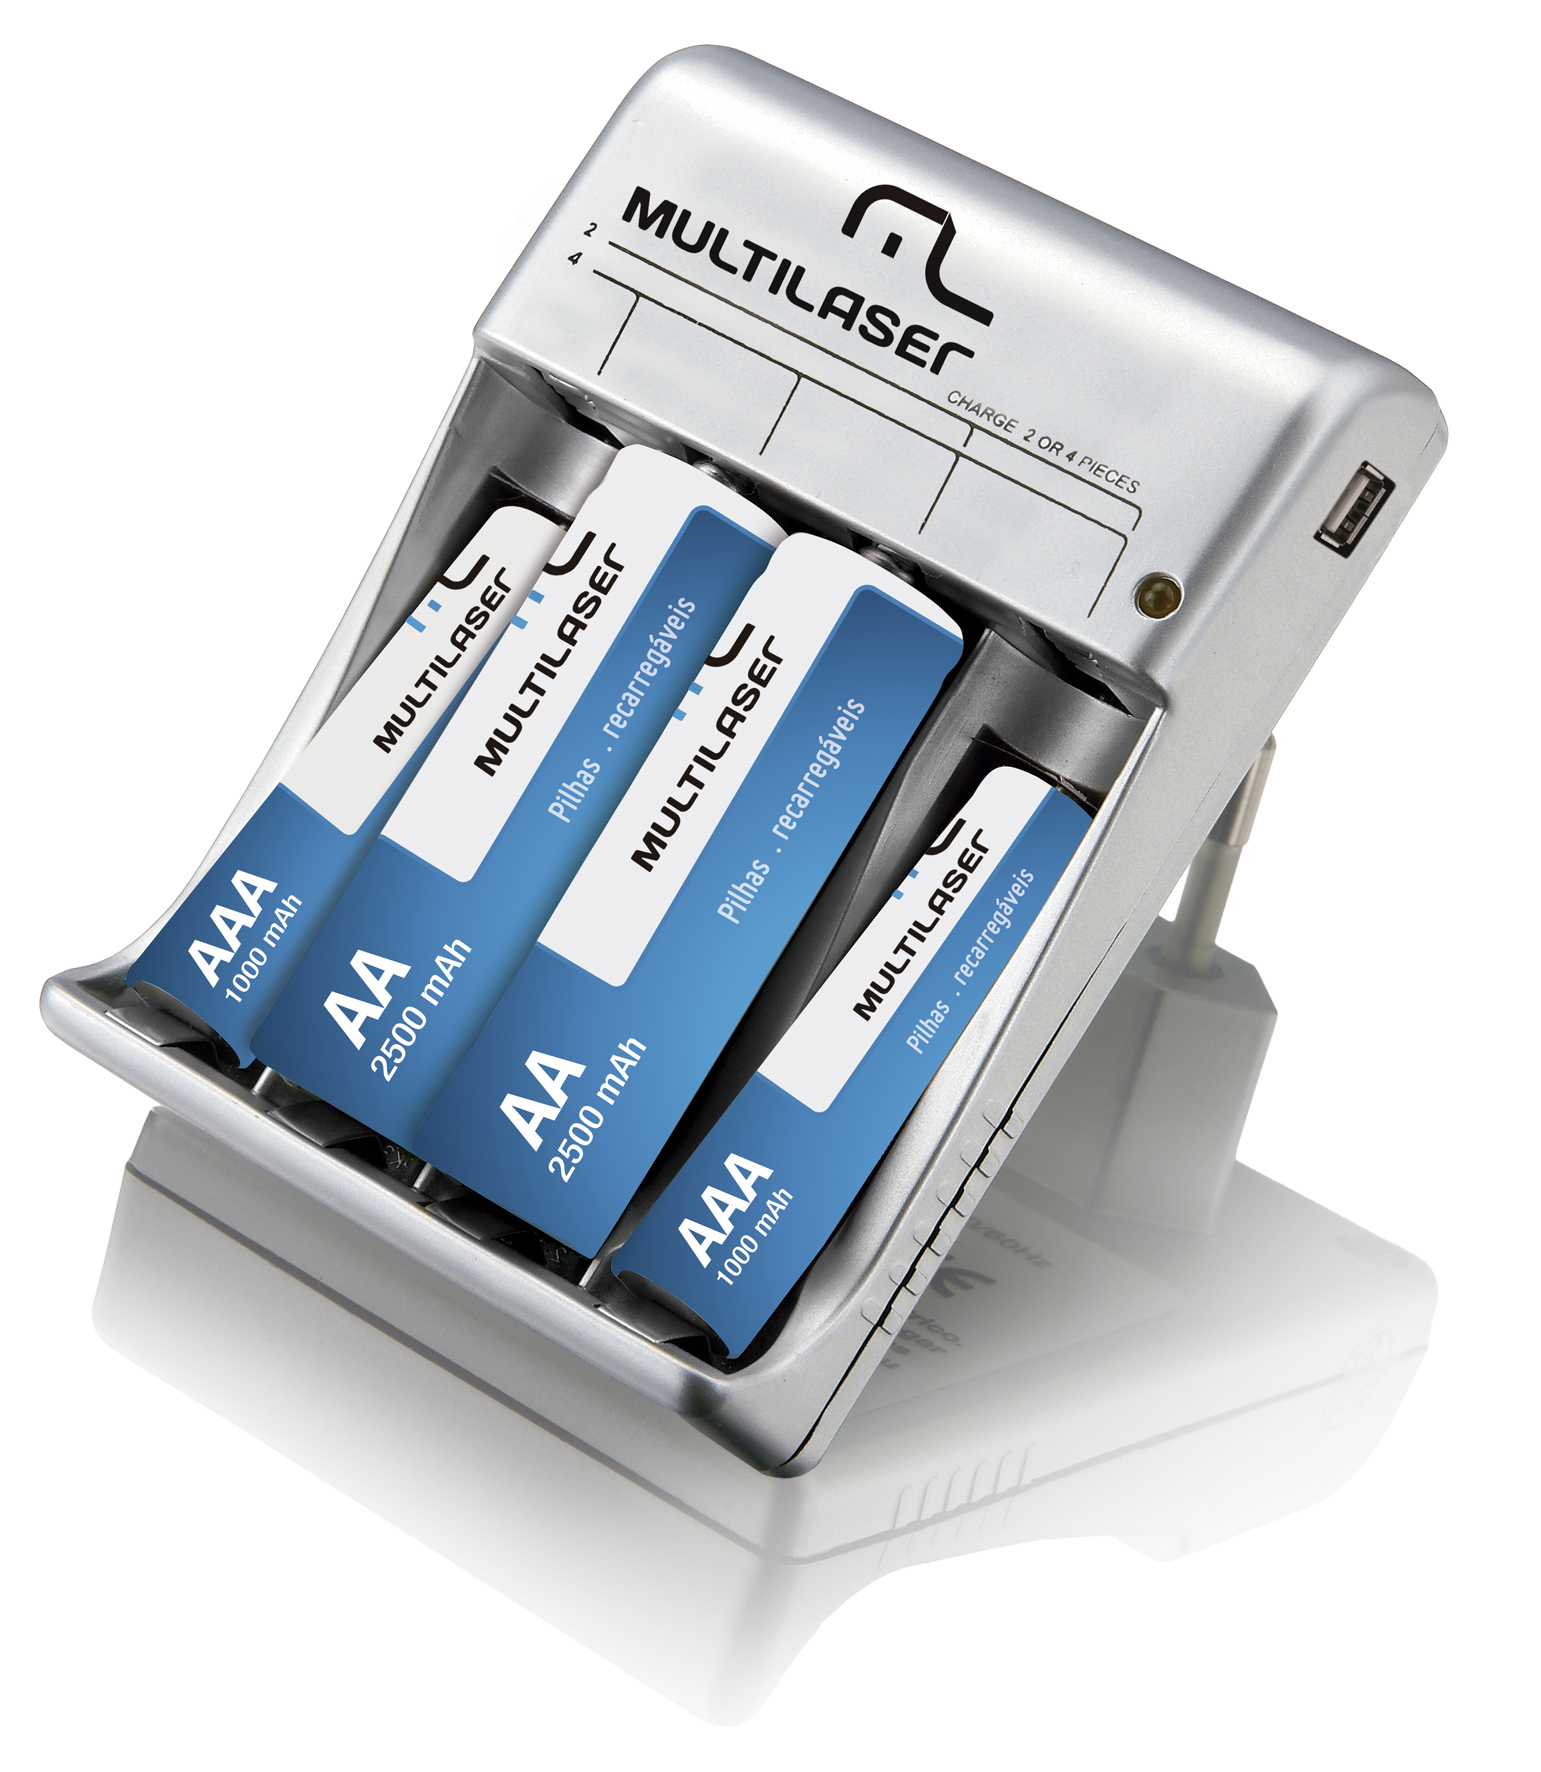 MULTILASER
2
4
CHARGE 2 OR 4 PIECES
MULTILASER
AAA
1000 mAh
MULTILASER
Pilhas . recarregáveis
AA
2500 mAh
MULTILASER
Pilhas . recarregáveis
AA
2500 mAh
MULTILASER
Pilhas . recarregáveis
AAA
1000 mAh